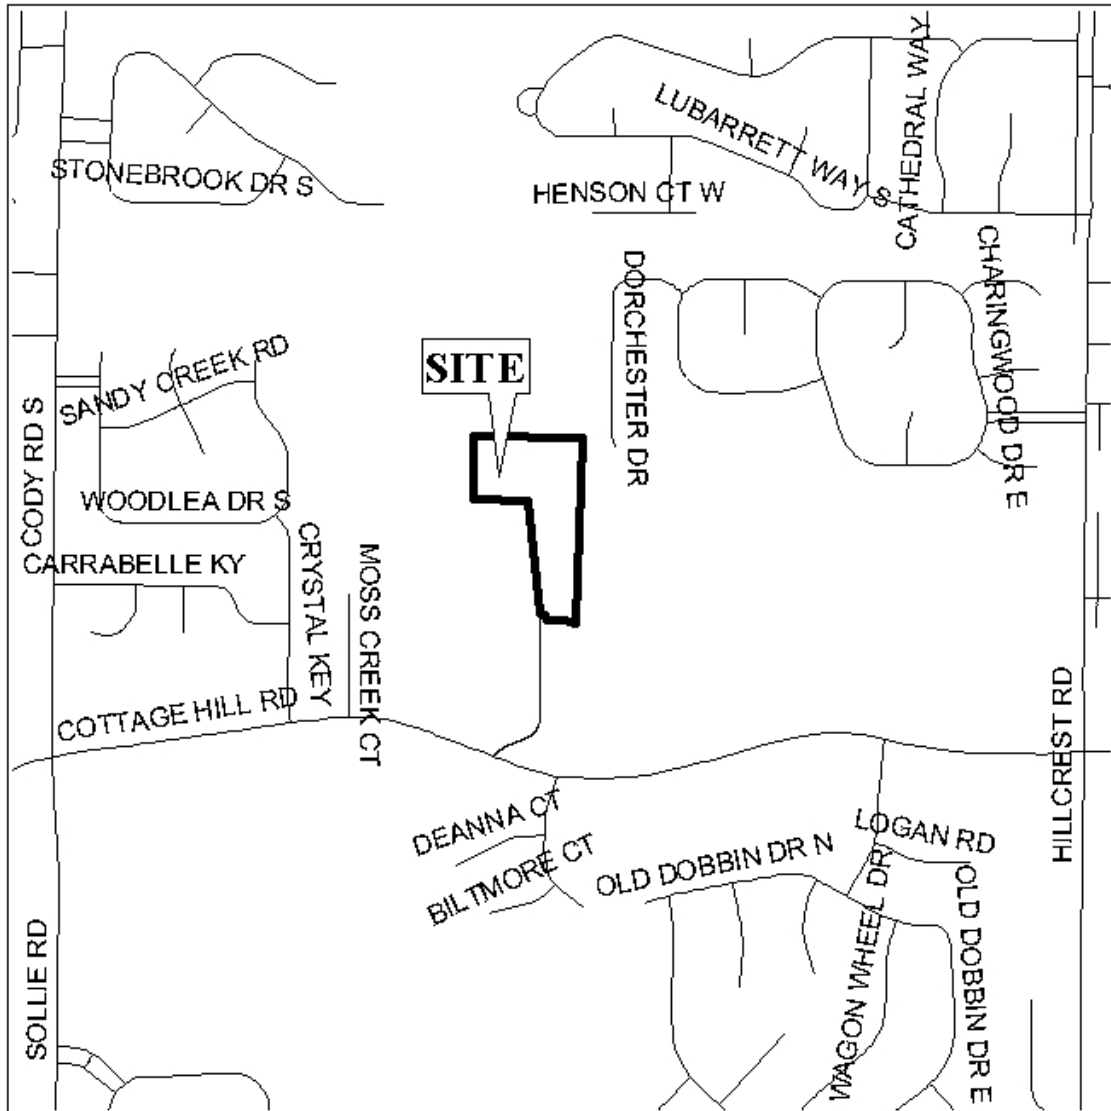 CATHEDRAL WAY
LUBARRETT WAY S
STONEBROOK DR S
HENSON CT W
CHARINGWOOD DR E
DORCHESTER DR
SANDY CREEK RD
SITE
CODY RD S
WOODLEA DR S
CARRABELLE KY
CRYSTAL KEY
MOSS CREEK CT
COTTAGE HILL RD
HILLCREST RD
DEANNA CT
BILTMORE CT
OLD DOBBIN DR N
LOGAN RD
WAGON WHEEL DR
OLD DOBBIN DR E
SOLLIE RD